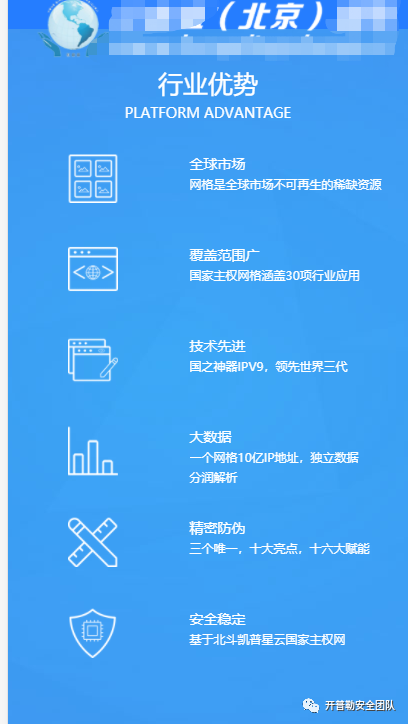 （北京）
行业优势
PLATFORM ADVANTAGE
全球市场
网格是全球市场不可再生的稀缺资源
覆盖范围广
国家主权网格涵盖30项行业应用
技术先进
国之神器IPV9，领先世界三代
大数据
一个网格10亿IP地址，独立数据
分润解析
精密防伪
三个唯一，十大亮点，十六大赋能
安全稳定
基于北斗凯菩星云国家主权网
开普勒安全团队